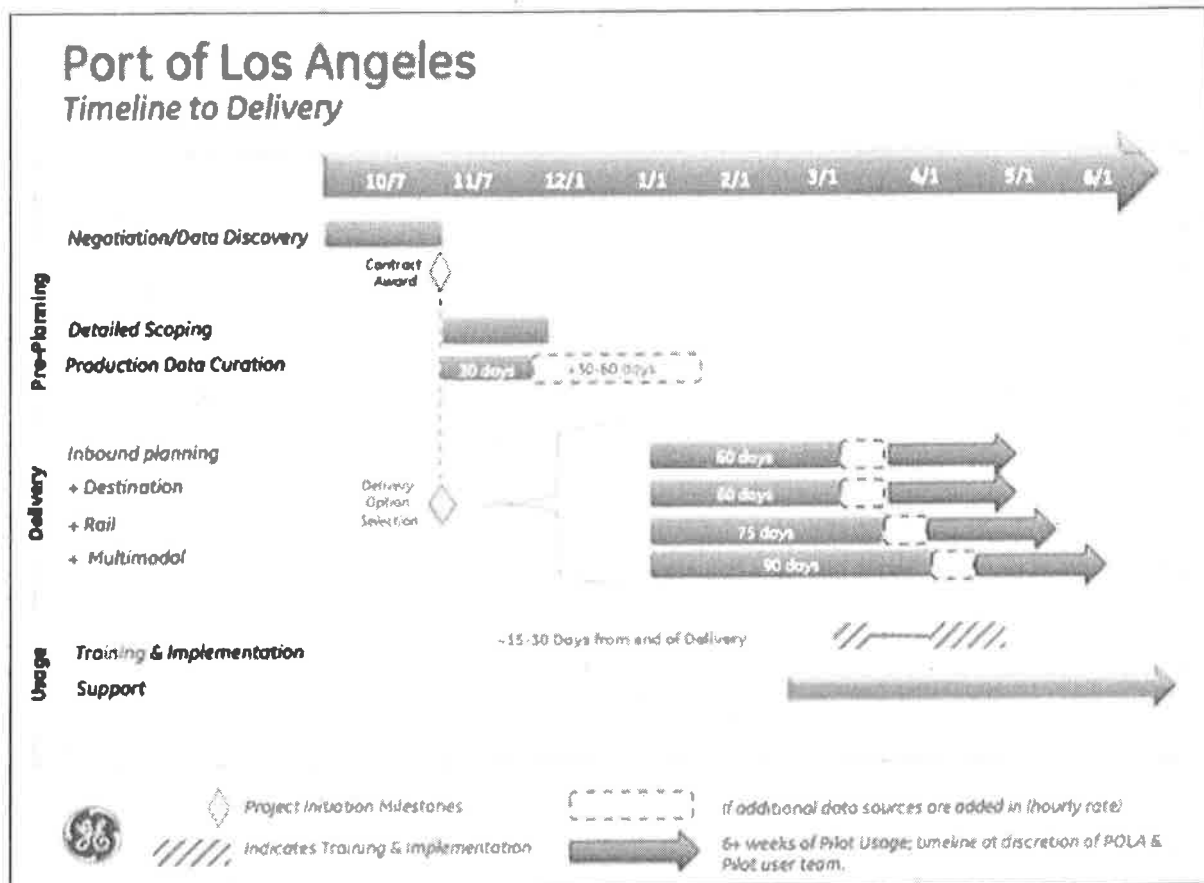 Port of Los Angeles
Timeline to Delivery
10/7 11/7 12/1 1/1 2/1 3/1 4/1 5/1 6/1
Pre-Planning
Negotiation/Data Discovery
Contract
Award
Detailed Scoping
Production Data Curation
30 days
+30-60 days
Delivery
Inbound planning
+ Destination
+ Rail
+ Multimodal
Delivery
Option
Selection
60 days
60 days
75 days
90 days
Usage
~15-30 Days from end of Delivery
Training & Implementation
Support
GE
Project Initiation Milestones
If additional data sources are added in (hourly rate)
Indicates Training & Implementation
6+ weeks of Pilot Usage; timeline at discretion of POLA &
Pilot user team.